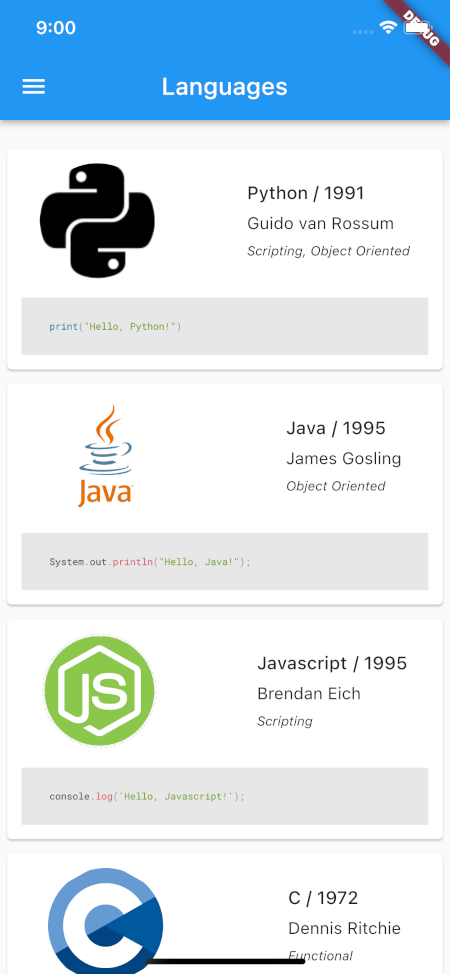 9:00
DEBUG
Languages
Python / 1991
Guido van Rossum
Scripting, Object Oriented
print("Hello, Python!")
Java
Java / 1995
James Gosling
Object Oriented
System.out.println("Hello, Java!");
JS
Javascript / 1995
Brendan Eich
Scripting
console.log('Hello, Javascript!');
C
C / 1972
Dennis Ritchie
Functional